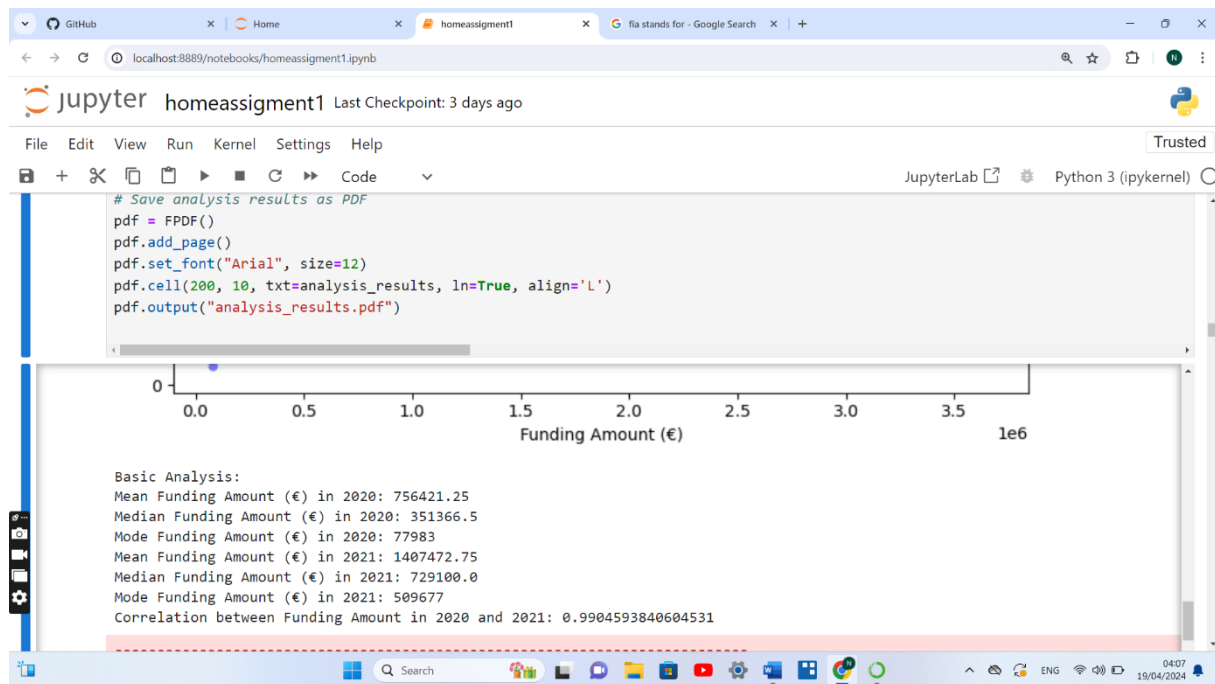 GitHub
Home
homeassigment1
fia stands for - Google Search
localhost:8889/notebooks/homeassigment1.ipynb
N
jupyter homeassigment1 Last Checkpoint: 3 days ago
File Edit View Run Kernel Settings Help
Trusted
Code
JupyterLab
Python 3 (ipykernel)
# Save analysis results as PDF
pdf = FPDF()
pdf.add_page()
pdf.set_font("Arial", size=12)
pdf.cell(200, 10, txt=analysis_results, ln=True, align='L')
pdf.output("analysis_results.pdf")
0
0.0 0.5 1.0 1.5 2.0 2.5 3.0 3.5
Funding Amount (€)
1e6
Basic Analysis:
Mean Funding Amount (€) in 2020: 756421.25
Median Funding Amount (€) in 2020: 351366.5
Mode Funding Amount (€) in 2020: 77983
Mean Funding Amount (€) in 2021: 1407472.75
Median Funding Amount (€) in 2021: 729100.0
Mode Funding Amount (€) in 2021: 509677
Correlation between Funding Amount in 2020 and 2021: 0.9904593840604531
---------------------------------------------------------------------------
Search
ENG
04:07
19/04/2024